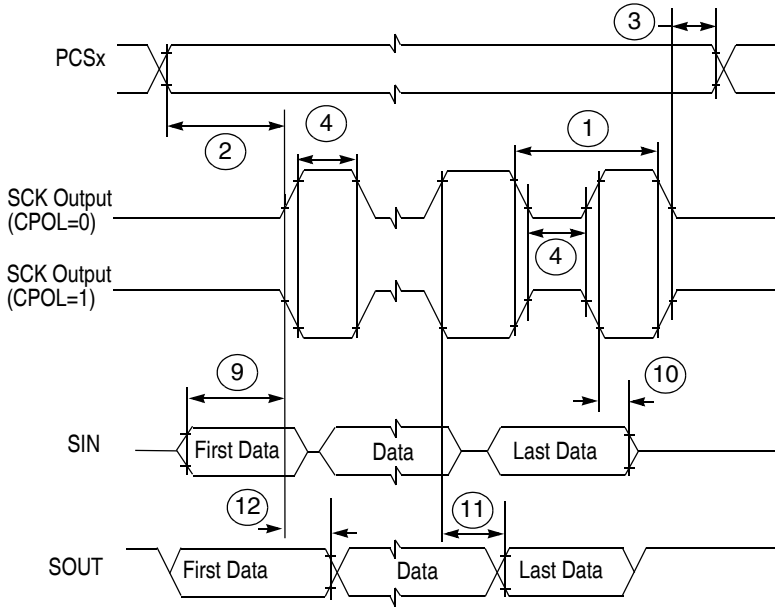 3
PCSx
2
4
1
SCK Output
(CPOL=0)
4
SCK Output
(CPOL=1)
9
10
SIN
First Data
Data
Last Data
12
11
SOUT
First Data
Data
Last Data